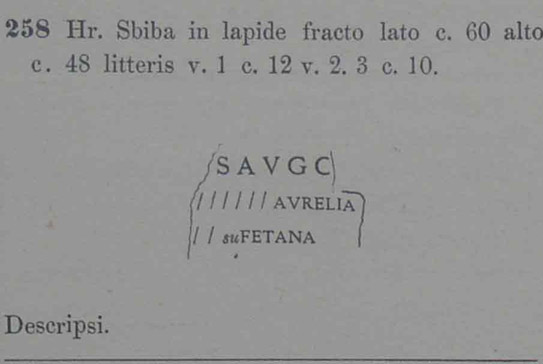 258 Hr. Sbiba in lapide fracto lato c. 60 alto
c. 48 litteris v. 1 c. 12 v. 2. 3 c. 10.
S A V G C
////// AVRELIA
// suFETANA
Descripsi.